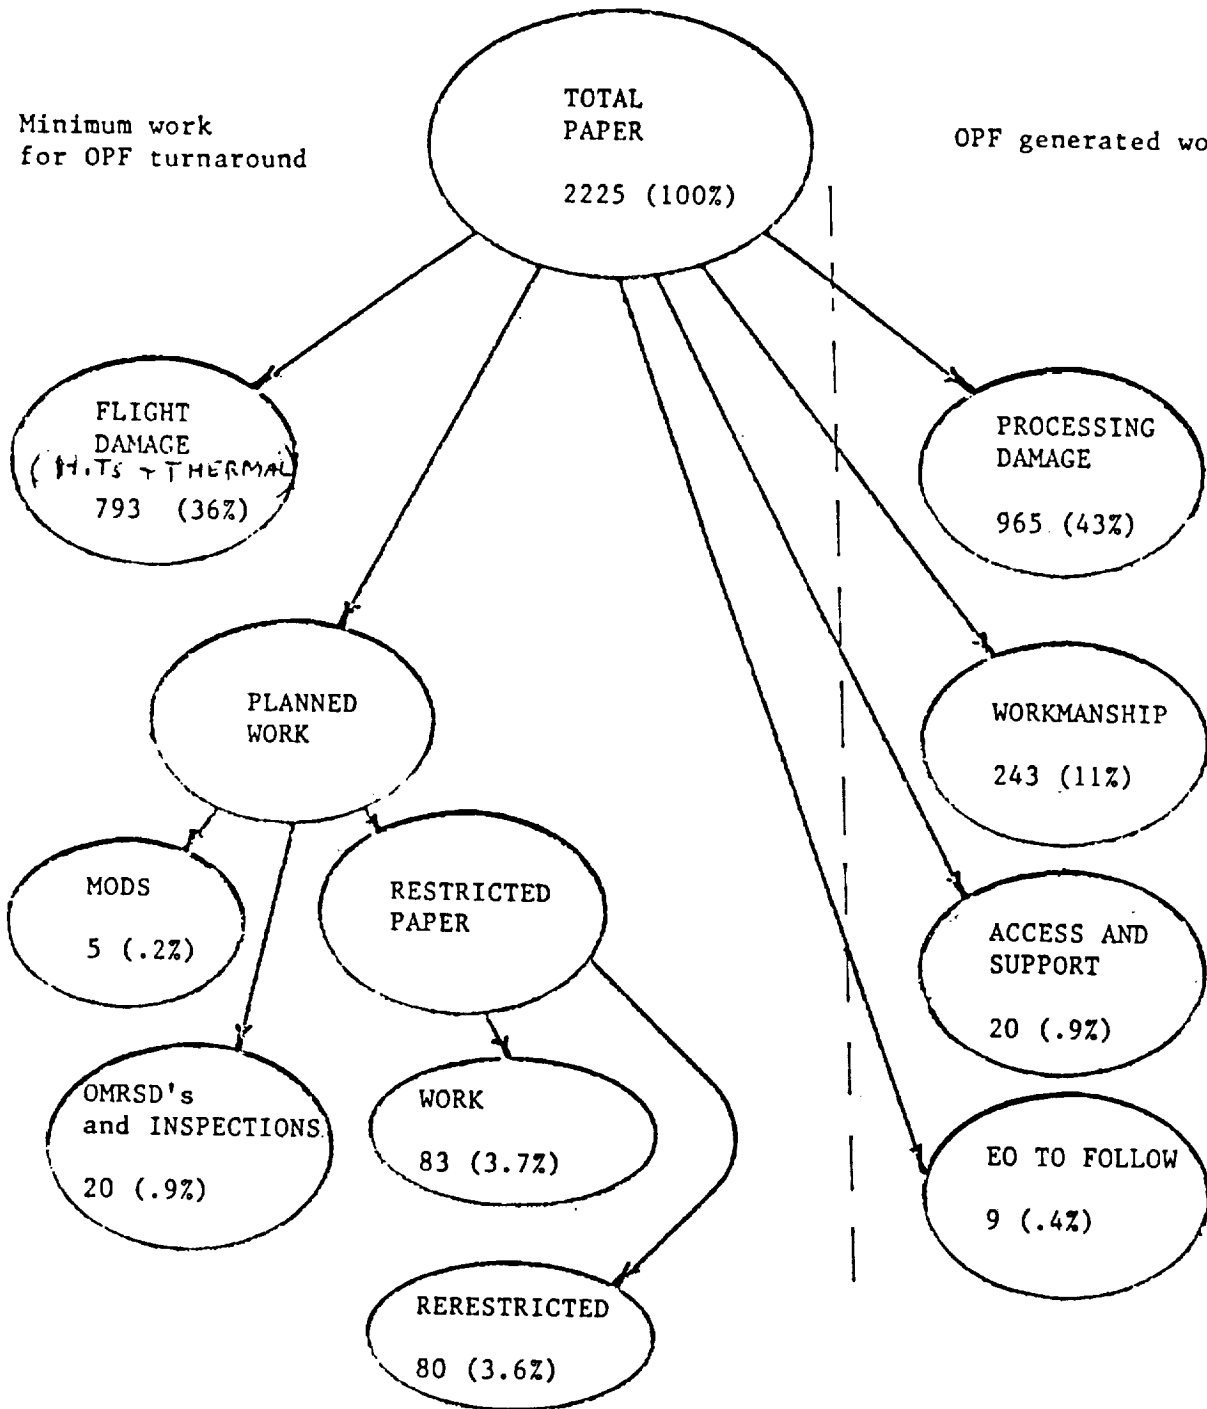 TOTAL
PAPER
2225 (100%)
Minimum work
for OPF turnaround
OPF generated wo
FLIGHT
DAMAGE
(HITS + THERMAL)
793 (36%)
PROCESSING
DAMAGE
965 (43%)
PLANNED
WORK
WORKMANSHIP
243 (11%)
MODS
5 (.2%)
RESTRICTED
PAPER
ACCESS AND
SUPPORT
20 (.9%)
OMRSD's
and INSPECTIONS
20 (.9%)
WORK
83 (3.7%)
EO TO FOLLOW
9 (.4%)
RERESTRICTED
80 (3.6%)